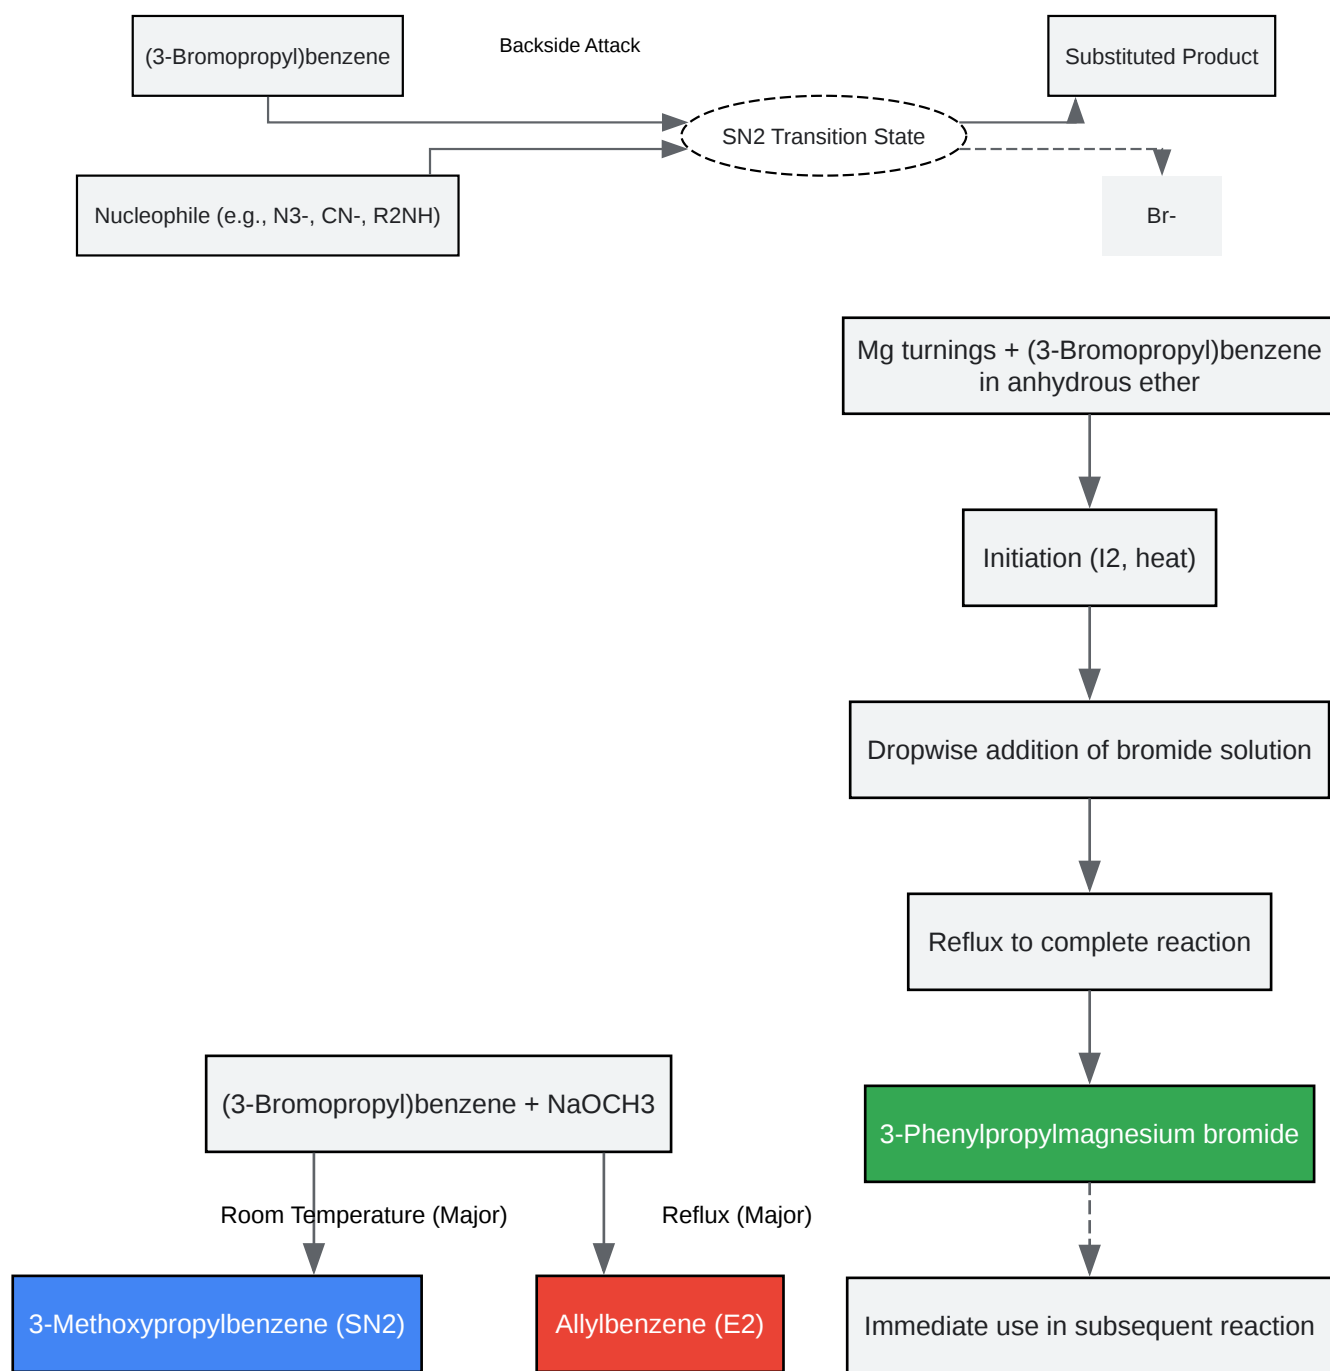 (3-Bromopropyl)benzene
Backside Attack
Substituted Product
SN2 Transition State
Nucleophile (e.g., N3-, CN-, R2NH)
Br-
Mg turnings + (3-Bromopropyl)benzene
in anhydrous ether
Initiation (I2, heat)
Dropwise addition of bromide solution
Reflux to complete reaction
(3-Bromopropyl)benzene + NaOCH3
3-Phenylpropylmagnesium bromide
Room Temperature (Major)
Reflux (Major)
3-Methoxypropylbenzene (SN2)
Allylbenzene (E2)
Immediate use in subsequent reaction